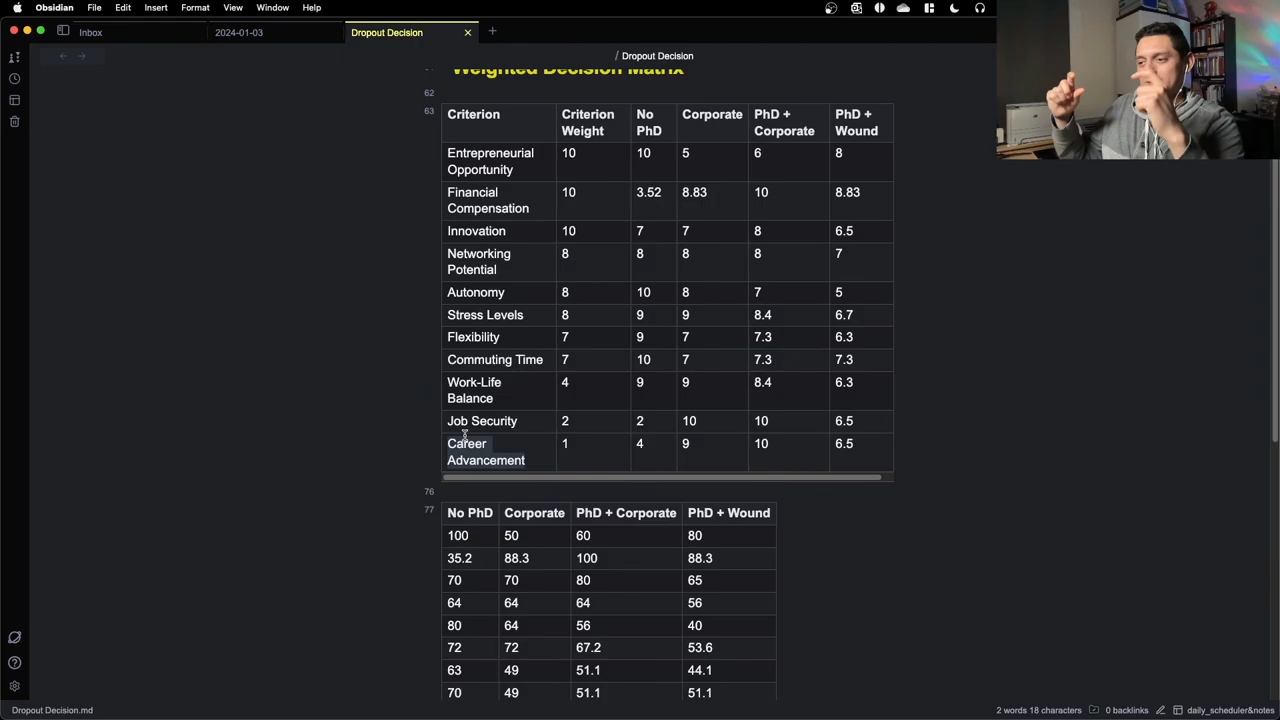 Obsidian File Edit Insert Format View Window Help
Inbox 2024-01-03 Dropout Decision
/ Dropout Decision
Weighted Decision Matrix
62
63
Criterion Criterion Weight No PhD Corporate PhD + Corporate PhD + Wound
Entrepreneurial Opportunity 10 10 5 6 8
Financial Compensation 10 3.52 8.83 10 8.83
Innovation 10 7 7 8 6.5
Networking Potential 8 8 8 8 7
Autonomy 8 10 8 7 5
Stress Levels 8 9 9 8.4 6.7
Flexibility 7 9 7 7.3 6.3
Commuting Time 7 10 7 7.3 7.3
Work-Life Balance 4 9 9 8.4 6.3
Job Security 2 2 10 10 6.5
Career Advancement 1 4 9 10 6.5
76
77
No PhD Corporate PhD + Corporate PhD + Wound
100 50 60 80
35.2 88.3 100 88.3
70 70 80 65
64 64 64 56
80 64 56 40
72 72 67.2 53.6
63 49 51.1 44.1
70 49 51.1 51.1
Dropout Decision.md 2 words 18 characters 0 backlinks daily_scheduler&notes